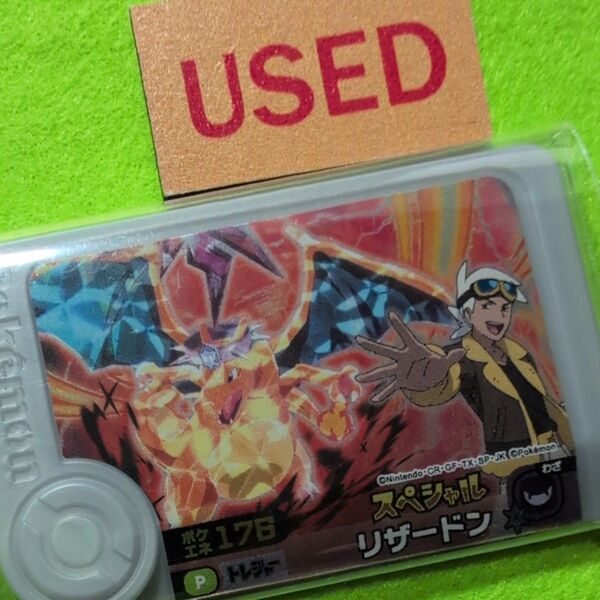 USED
Pokémon
©Nintendo・CR・GF・TX・SP・JK ©Pokémon
わざ
スペシャル
リザードン
ポケ
エネ 176
P トレジャー